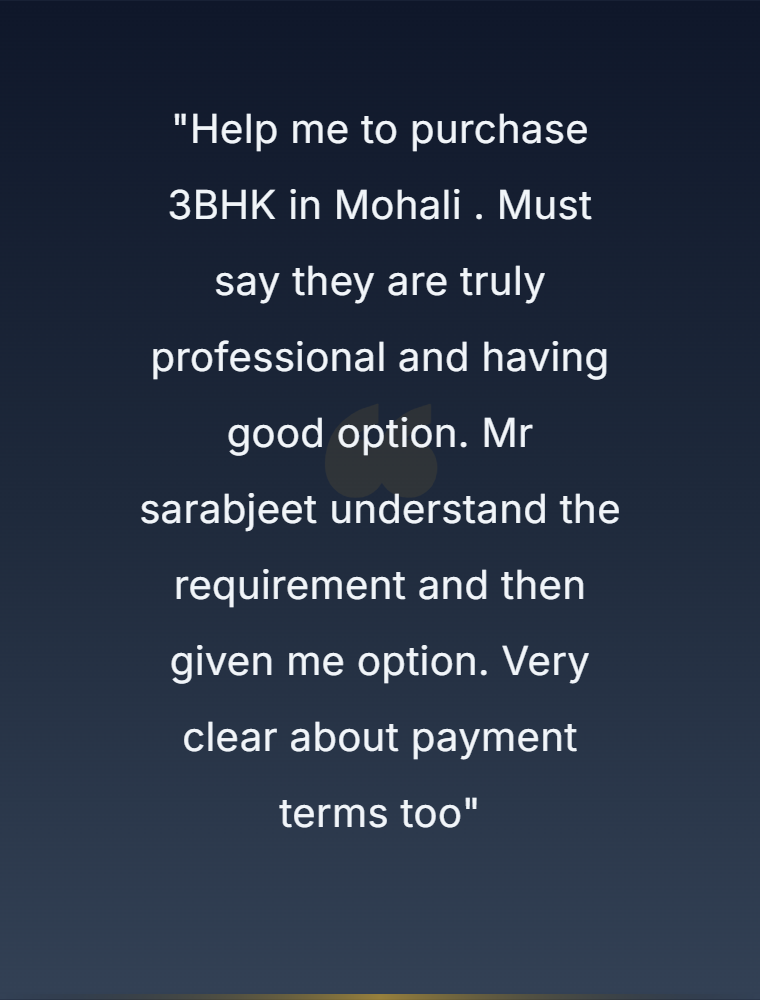 "Help me to purchase
3BHK in Mohali . Must
say they are truly
professional and having
good option. Mr
sarabjeet understand the
requirement and then
given me option. Very
clear about payment
terms too"